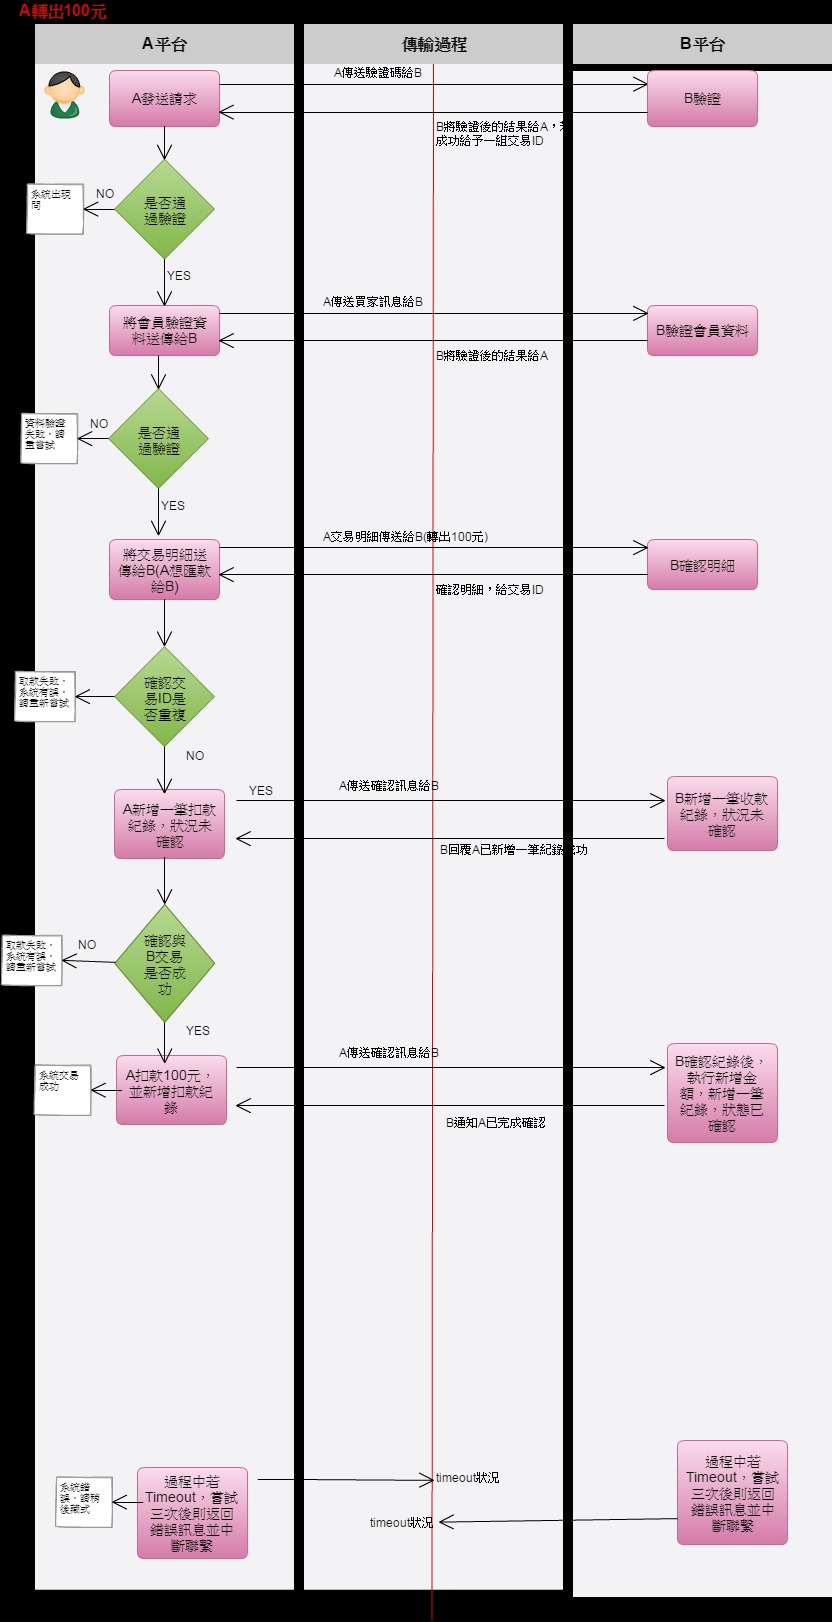 A轉出100元
A平台
傳輸過程
B平台
A發送請求
A傳送驗證碼給B
B驗證
B將驗證後的結果給A，
成功給予一組交易ID
是否通
過驗證
NO
系統出現
問
YES
將會員驗證資
料送傳給B
A傳送買家訊息給B
B驗證會員資料
B將驗證後的結果給A
是否通
過驗證
NO
資料驗證
失敗，請
重嘗試
YES
將交易明細送
傳給B(A想匯款
給B)
A交易明細傳送給B(轉出100元)
B確認明細
確認明細，給交易ID
確認交
易ID是
否重複
取款失敗，
系統有誤，
請重新嘗試
NO
A新增一筆扣款
紀錄，狀況未
確認
YES
A傳送確認訊息給B
B新增一筆收款
紀錄，狀況未
確認
B回覆A已新增一筆紀錄成功
確認與
B交易
是否成
功
NO
取款失敗，
系統有誤，
請重新嘗試
YES
A扣款100元，
並新增扣款紀
錄
系統交易
成功
A傳送確認訊息給B
B確認紀錄後，
執行新增金
額，新增一筆
紀錄，狀態已
確認
B通知A已完成確認
過程中若
Timeout，嘗試
三次後則返回
錯誤訊息並中
斷聯繫
系統錯
誤，請稍
後
timeout狀況
timeout狀況
過程中若
Timeout，嘗試
三次後則返回
錯誤訊息並中
斷聯繫